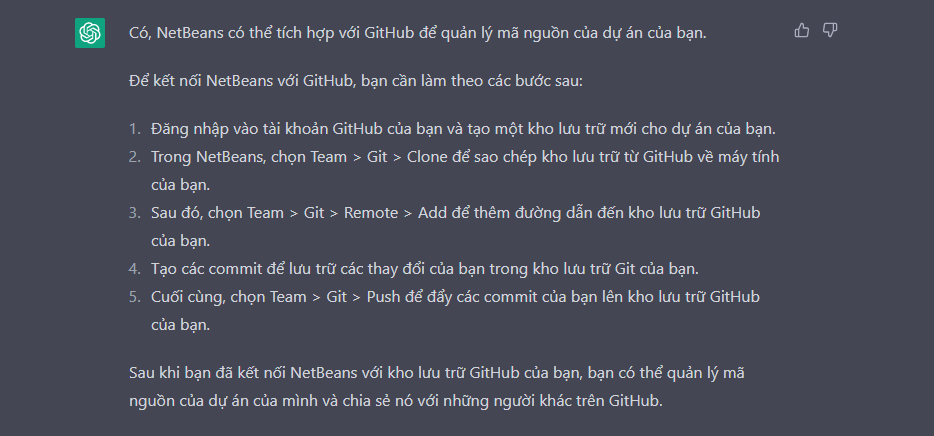 Có, NetBeans có thể tích hợp với GitHub để quản lý mã nguồn của dự án của bạn.
Để kết nối NetBeans với GitHub, bạn cần làm theo các bước sau:
1. Đăng nhập vào tài khoản GitHub của bạn và tạo một kho lưu trữ mới cho dự án của bạn.
2. Trong NetBeans, chọn Team > Git > Clone để sao chép kho lưu trữ từ GitHub về máy tính
của bạn.
3. Sau đó, chọn Team > Git > Remote > Add để thêm đường dẫn đến kho lưu trữ GitHub
của bạn.
4. Tạo các commit để lưu trữ các thay đổi của bạn trong kho lưu trữ Git của bạn.
5. Cuối cùng, chọn Team > Git > Push để đẩy các commit của bạn lên kho lưu trữ GitHub
của bạn.
Sau khi bạn đã kết nối NetBeans với kho lưu trữ GitHub của bạn, bạn có thể quản lý mã
nguồn của dự án của mình và chia sẻ nó với những người khác trên GitHub.